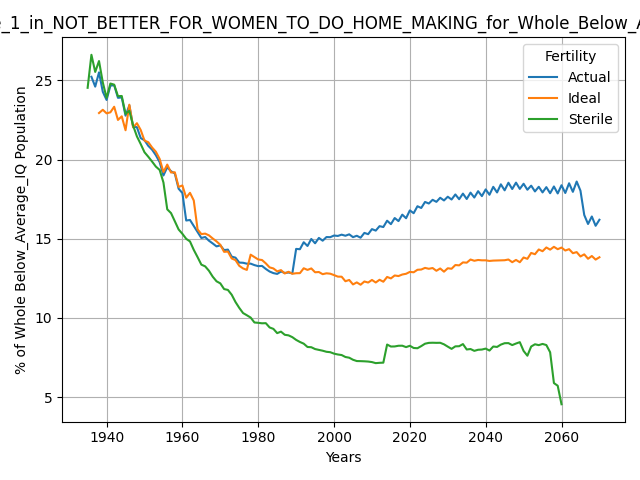 _1_in_NOT_BETTER_FOR_WOMEN_TO_DO_HOME_MAKING_for_Whole_Below_A
% of Whole Below_Average_IQ Population
25
20
15
10
5
Fertility
Actual
Ideal
Sterile
1940
1960
1980
2000
2020
2040
2060
Years